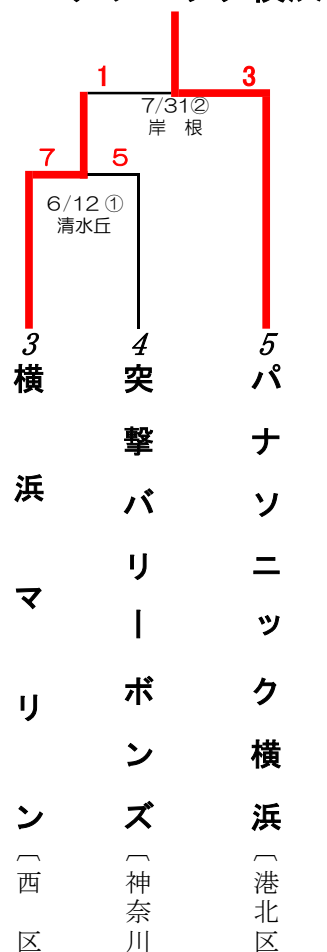 1
3
7/31②
岸 根
7
5
6/12 ①
清水丘
3
4
5
横浜マリン
突撃バリーボンズ
パナソニック横浜
〔西 区
〔神奈川
〔港北区